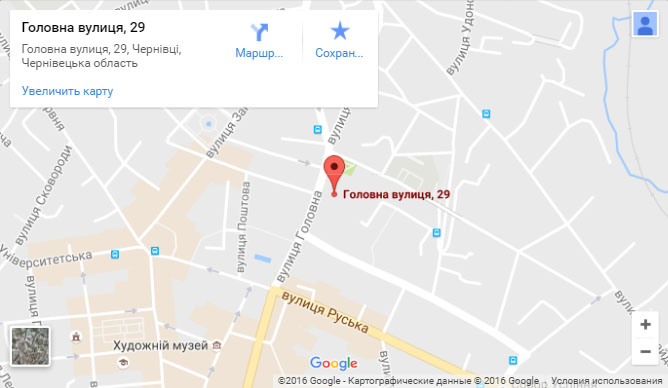 Головна вулиця, 29
Головна вулиця, 29, Чернівці,
Чернівецька область
Маршр...
Сохран...
Увеличить карту
вулиця Сковороди
вулиця Поштова
вулиця Головна
вулиця
Головна вулиця, 29
Університетська
вулиця Руська
Художній музей
Google
+
−
©2016 Google - Картографические данные ©2016 Google
Условия использования